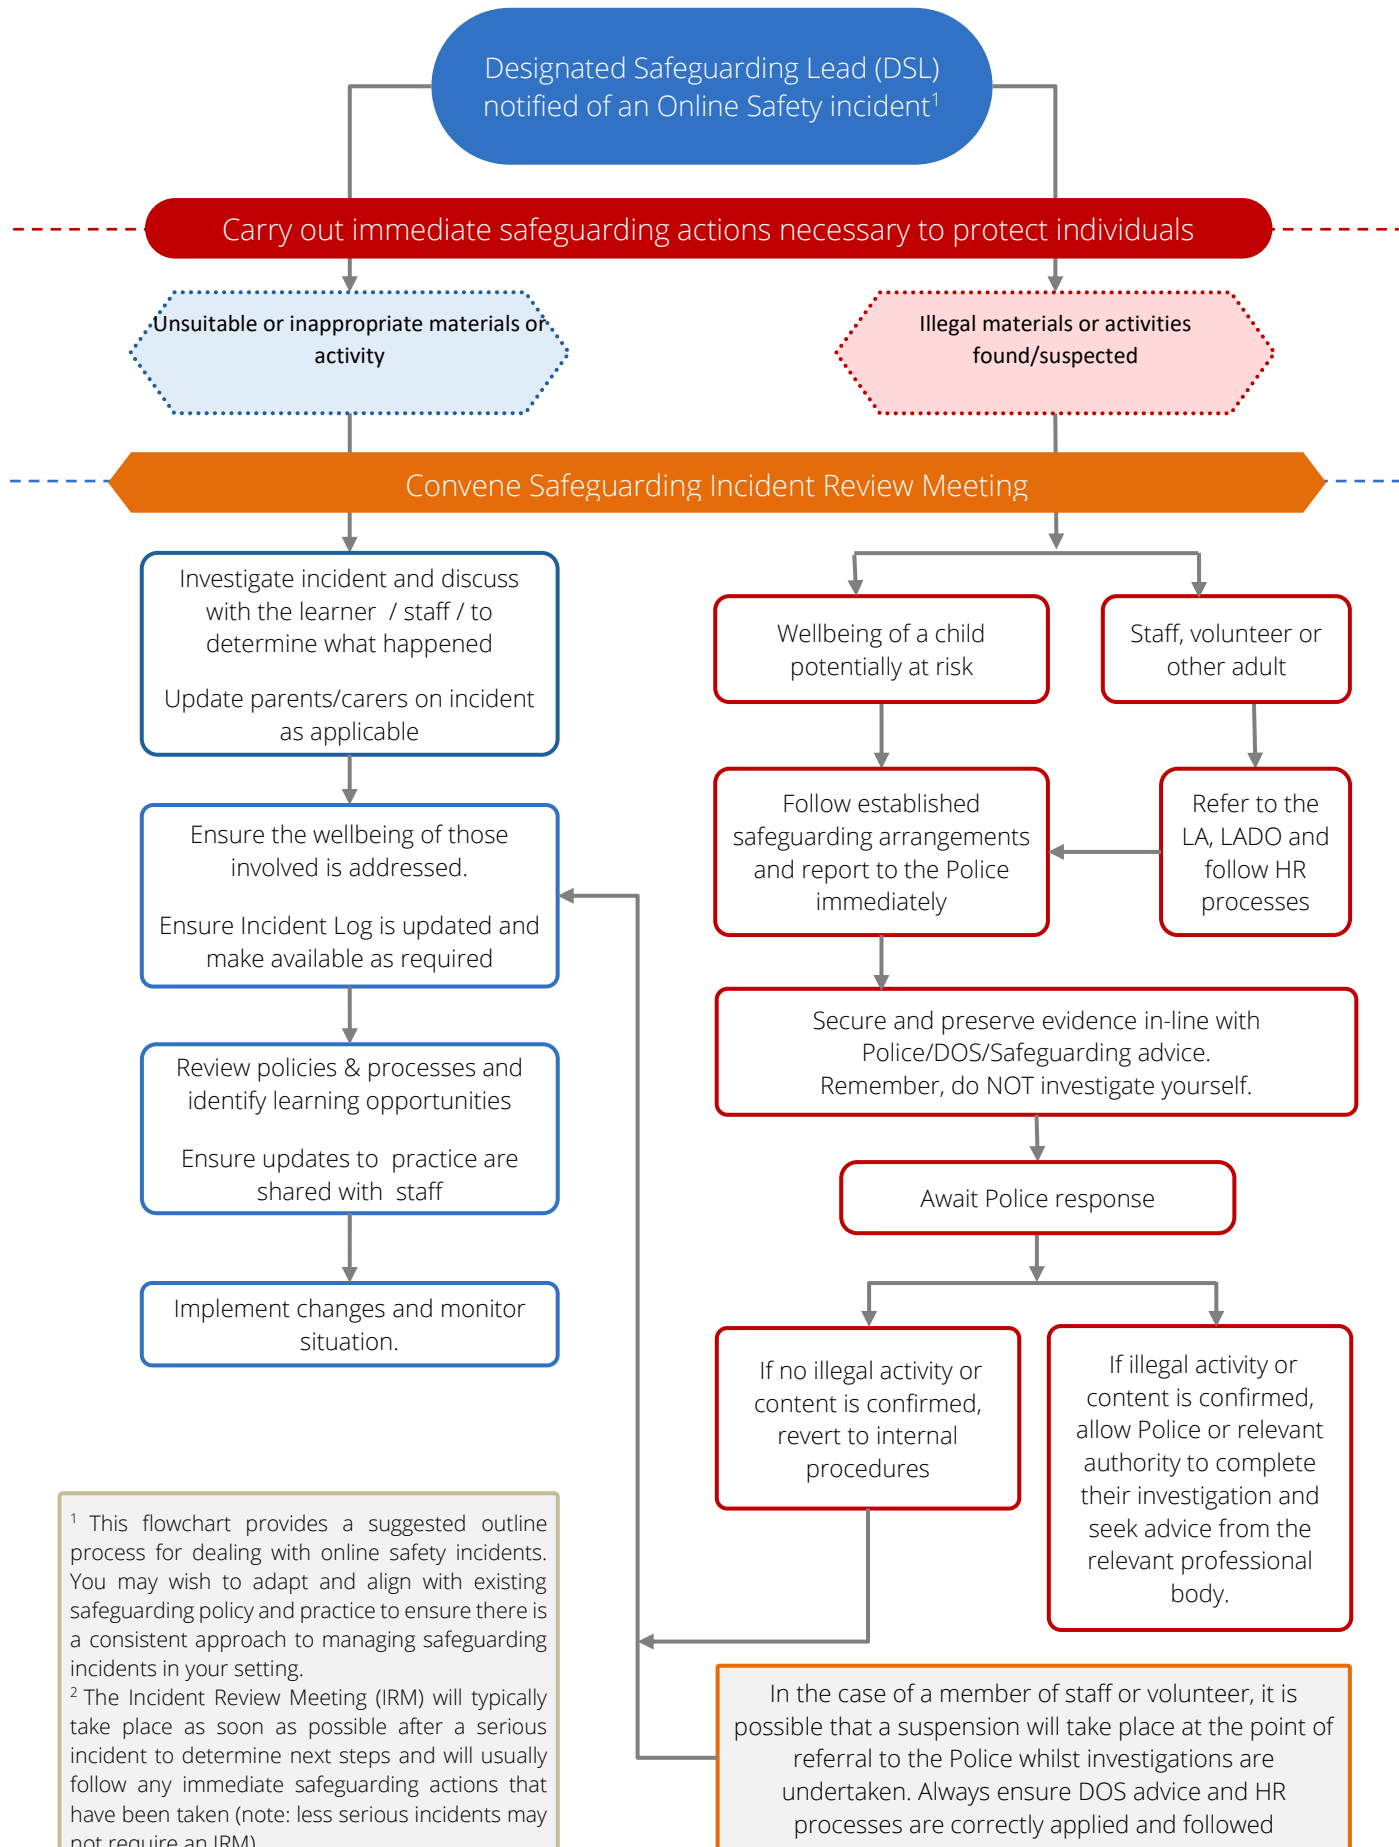 Designated Safeguarding Lead (DSL)
notified of an Online Safety incident1
Carry out immediate safeguarding actions necessary to protect individuals
Unsuitable or inappropriate materials or
activity
Illegal materials or activities
found/suspected
Convene Safeguarding Incident Review Meeting
Investigate incident and discuss
with the learner / staff / to
determine what happened
Update parents/carers on incident
as applicable
Wellbeing of a child
potentially at risk
Staff, volunteer or
other adult
Ensure the wellbeing of those
involved is addressed.
Ensure Incident Log is updated and
make available as required
Follow established
safeguarding arrangements
and report to the Police
immediately
Refer to the
LA, LADO and
follow HR
processes
Secure and preserve evidence in-line with
Police/DOS/Safeguarding advice.
Remember, do NOT investigate yourself.
Review policies & processes and
identify learning opportunities
Ensure updates to practice are
shared with staff
Await Police response
Implement changes and monitor
situation.
If no illegal activity or
content is confirmed,
revert to internal
procedures
If illegal activity or
content is confirmed,
allow Police or relevant
authority to complete
their investigation and
seek advice from the
relevant professional
body.
1 This flowchart provides a suggested outline
process for dealing with online safety incidents.
You may wish to adapt and align with existing
safeguarding policy and practice to ensure there is
a consistent approach to managing safeguarding
incidents in your setting.
2 The Incident Review Meeting (IRM) will typically
take place as soon as possible after a serious
incident to determine next steps and will usually
follow any immediate safeguarding actions that
have been taken (note: less serious incidents may
not require an IRM)
In the case of a member of staff or volunteer, it is
possible that a suspension will take place at the point of
referral to the Police whilst investigations are
undertaken. Always ensure DOS advice and HR
processes are correctly applied and followed